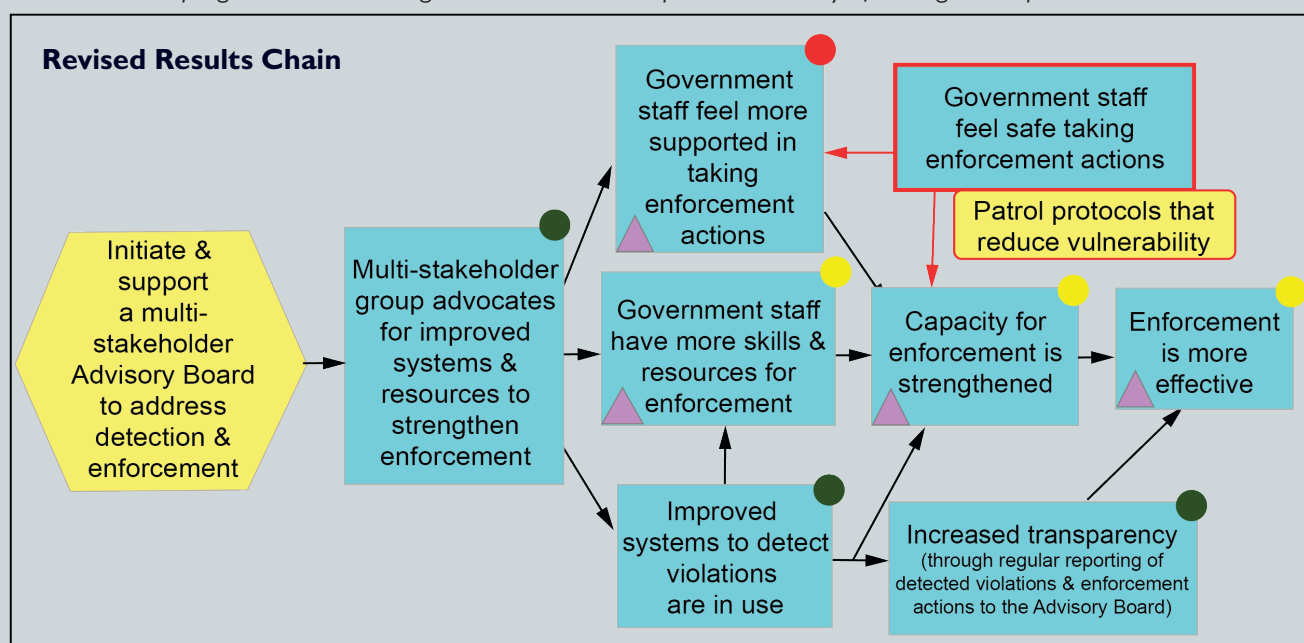 Revised Results Chain
Initiate &
support
a multi-
stakeholder
Advisory Board
to address
detection &
enforcement
Multi-stakeholder
group advocates
for improved
systems &
resources to
strengthen
enforcement
Government
staff feel more
supported in
taking
enforcement
actions
Government staff
feel safe taking
enforcement actions
Patrol protocols that
reduce vulnerability
Government staff
have more skills &
resources for
enforcement
Capacity for
enforcement is
strengthened
Enforcement
is more
effective
Improved
systems to detect
violations
are in use
Increased transparency
(through regular reporting of
detected violations & enforcement
actions to the Advisory Board)